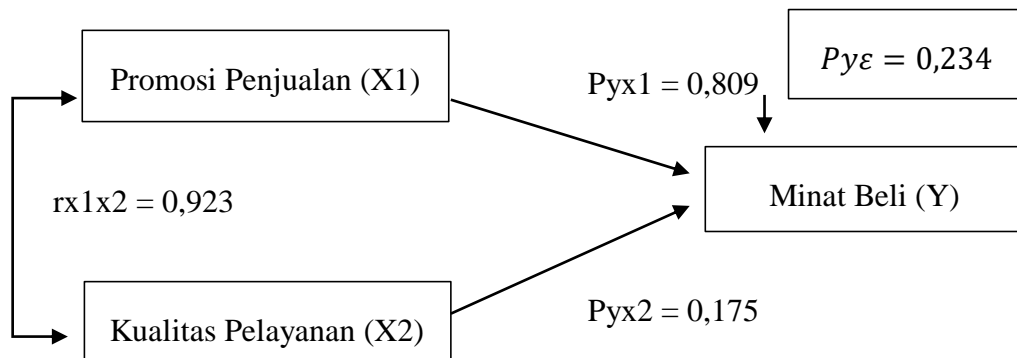 Promosi Penjualan (X1)
Pyε = 0,234
Pyx1 = 0,809
rx1x2 = 0,923
Minat Beli (Y)
Kualitas Pelayanan (X2)
Pyx2 = 0,175